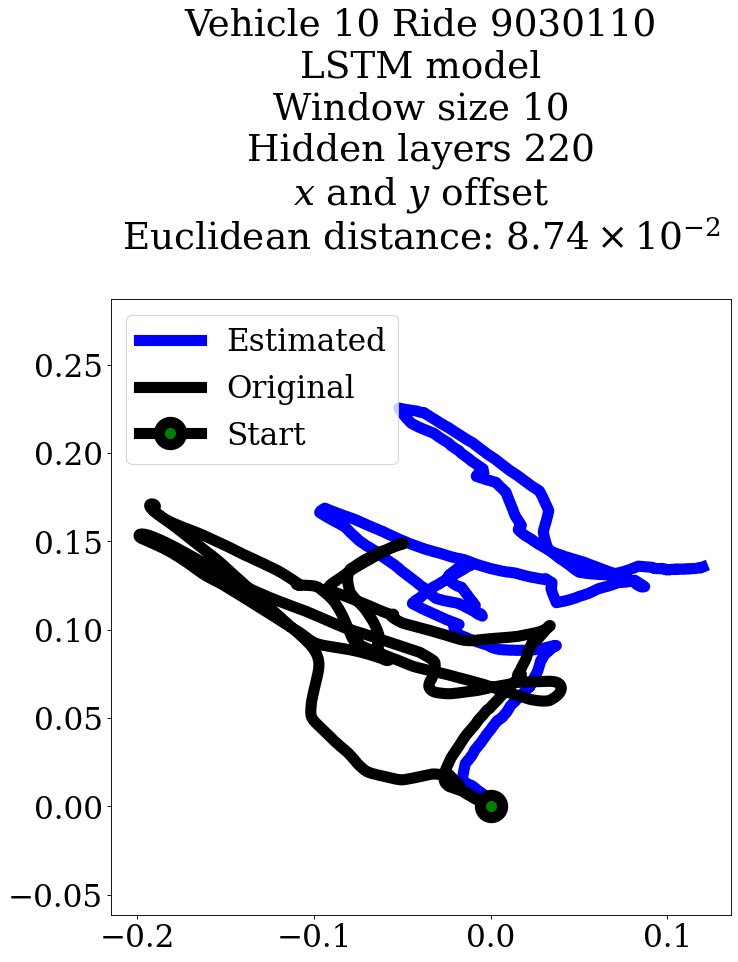 Vehicle 10 Ride 9030110
LSTM model
Window size 10
Hidden layers 220
x and y offset
Euclidean distance: 8.74 × 10⁻²
Estimated
Original
Start
0.25
0.20
0.15
0.10
0.05
0.00
−0.05
−0.2 −0.1 0.0 0.1